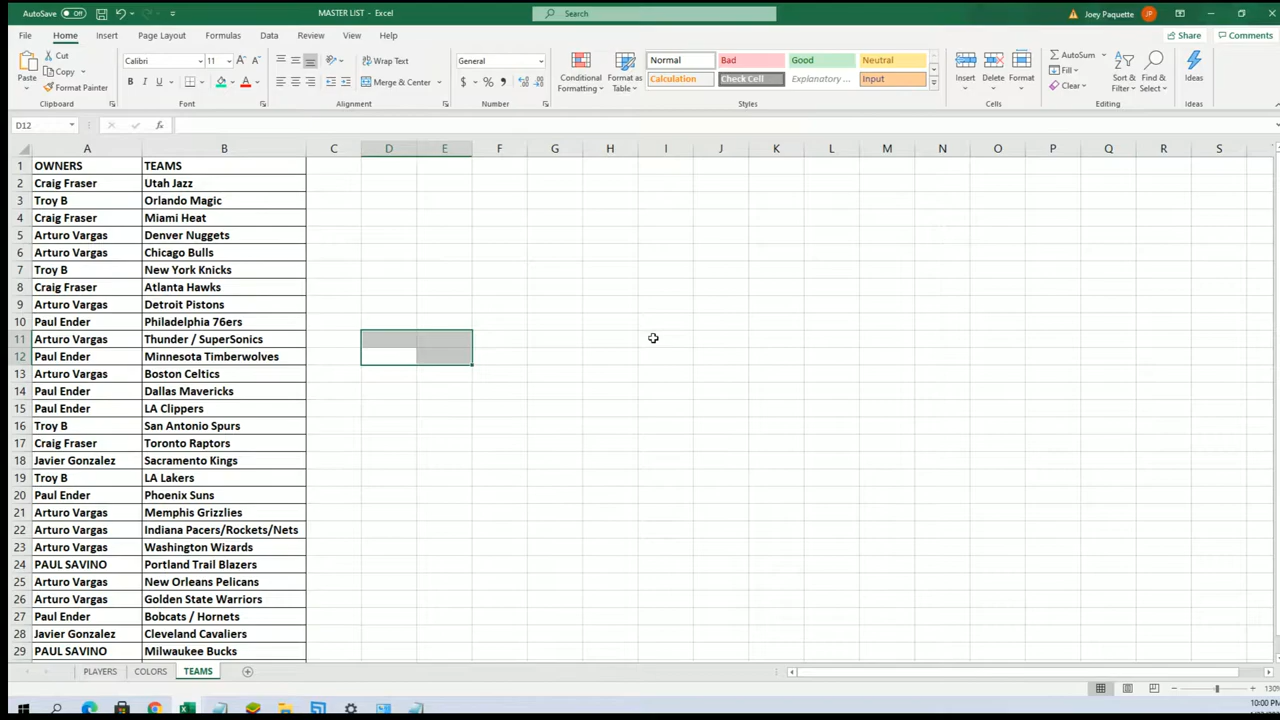 AutoSave Off MASTER LIST - Excel Search Joey Paquette JP
File Home Insert Page Layout Formulas Data Review View Help Share Comments
Paste Cut Copy Format Painter Clipboard
Calibri 11 A A B I U A Font
Wrap Text Merge & Center Alignment
General $ % , Number
Conditional Formatting Format as Table
Normal Bad Good Neutral
Calculation Check Cell Explanatory ... Input Styles
Insert Delete Format Cells
AutoSum Fill Clear Sort & Filter Find & Select Editing
Ideas Ideas
D12 fx
A B C D E F G H I J K L M N O P Q R S
1 OWNERS TEAMS
2 Craig Fraser Utah Jazz
3 Troy B Orlando Magic
4 Craig Fraser Miami Heat
5 Arturo Vargas Denver Nuggets
6 Arturo Vargas Chicago Bulls
7 Troy B New York Knicks
8 Craig Fraser Atlanta Hawks
9 Arturo Vargas Detroit Pistons
10 Paul Ender Philadelphia 76ers
11 Arturo Vargas Thunder / SuperSonics
12 Paul Ender Minnesota Timberwolves
13 Arturo Vargas Boston Celtics
14 Paul Ender Dallas Mavericks
15 Paul Ender LA Clippers
16 Troy B San Antonio Spurs
17 Craig Fraser Toronto Raptors
18 Javier Gonzalez Sacramento Kings
19 Troy B LA Lakers
20 Paul Ender Phoenix Suns
21 Arturo Vargas Memphis Grizzlies
22 Arturo Vargas Indiana Pacers/Rockets/Nets
23 Arturo Vargas Washington Wizards
24 PAUL SAVINO Portland Trail Blazers
25 Arturo Vargas New Orleans Pelicans
26 Arturo Vargas Golden State Warriors
27 Paul Ender Bobcats / Hornets
28 Javier Gonzalez Cleveland Cavaliers
29 PAUL SAVINO Milwaukee Bucks
PLAYERS COLORS TEAMS
130%
10:00 PM